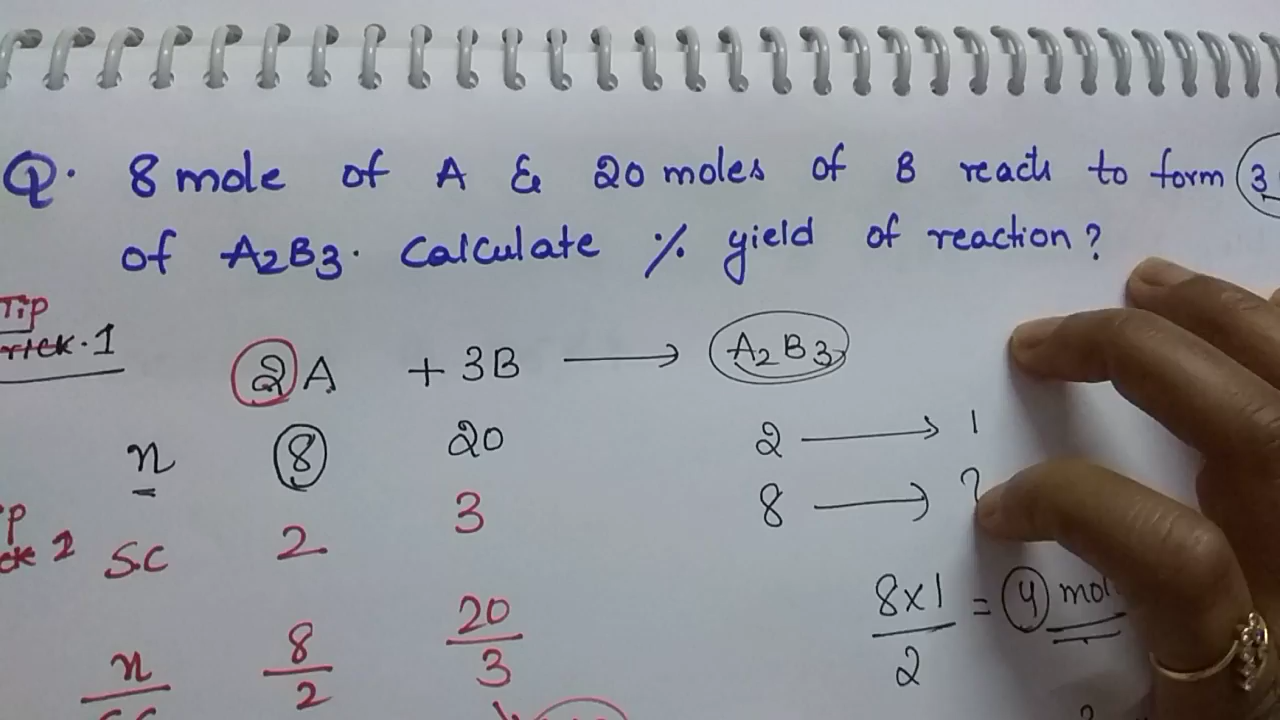 Q. 8 mole of A & 20 moles of B react to form 3
of A2B3. Calculate % yield of reaction?
Tip
Trick.1
2A + 3B ⟶ A2B3
n 8 20
2 ⟶ 1
8 ⟶ ?
SC 2 3
8×1/2 = 4 mol
n 8/2 20/3